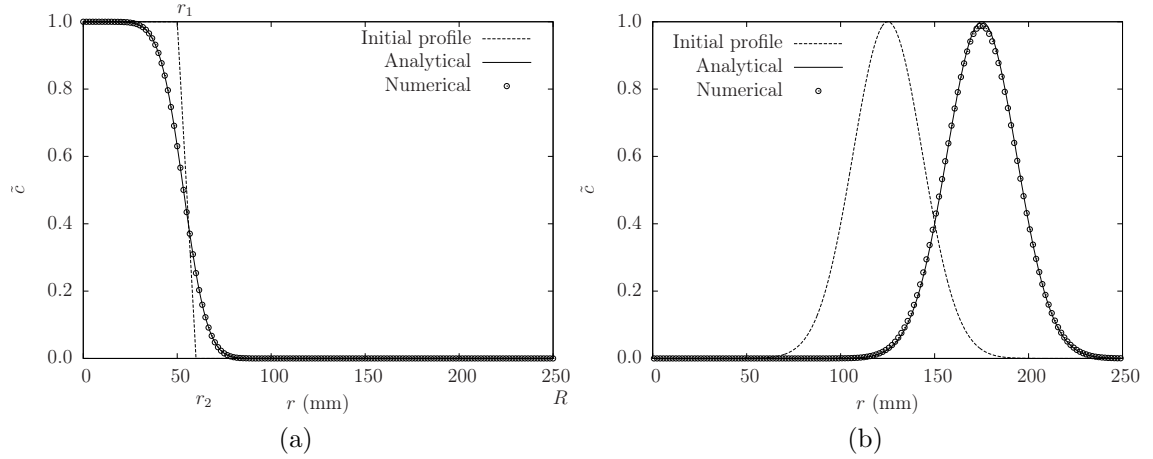 r₁
1.0
0.8
0.6
0.4
0.2
0.0
c̃
Initial profile
Analytical
Numerical
0 50 100 150 200 250
r₂ r (mm) R
(a)
1.0
0.8
0.6
0.4
0.2
0.0
c̃
Initial profile
Analytical
Numerical
0 50 100 150 200 250
r (mm)
(b)